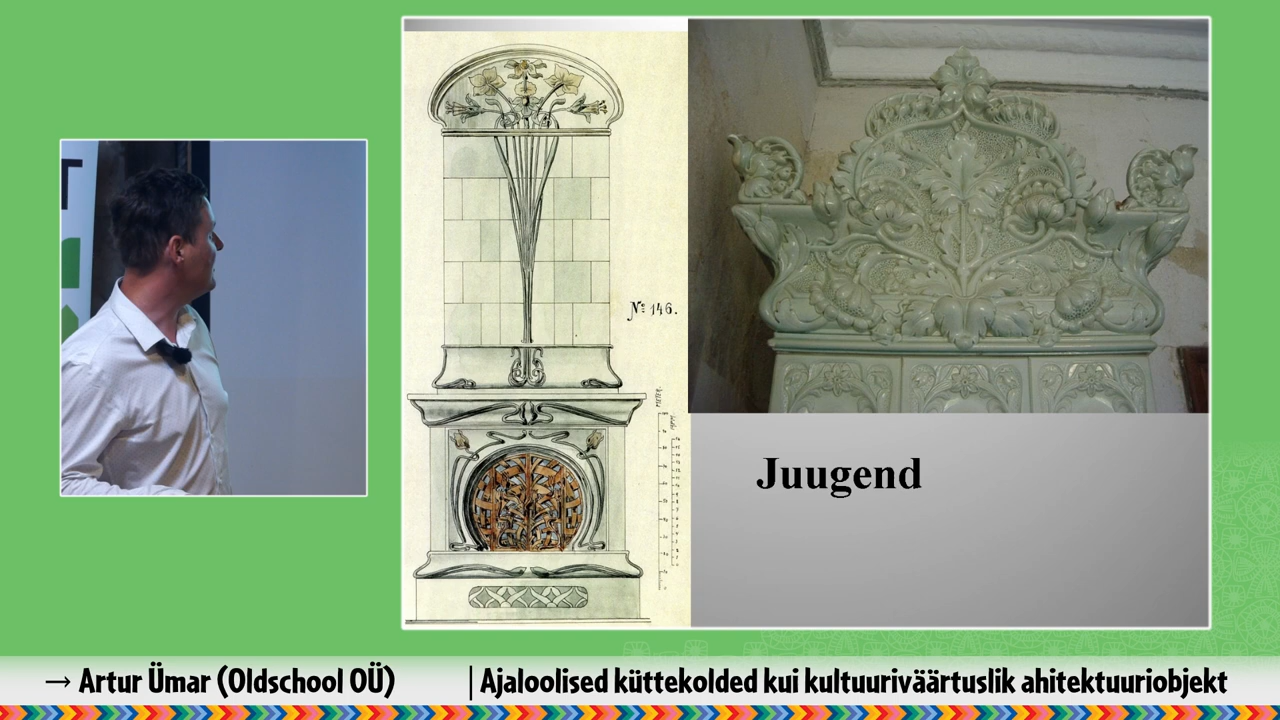 T
№ 146.
Juugend
→ Artur Ümar (Oldschool OÜ)
| Ajaloolised küttekolded kui kultuuriväärtuslik ahitektuuriobjekt